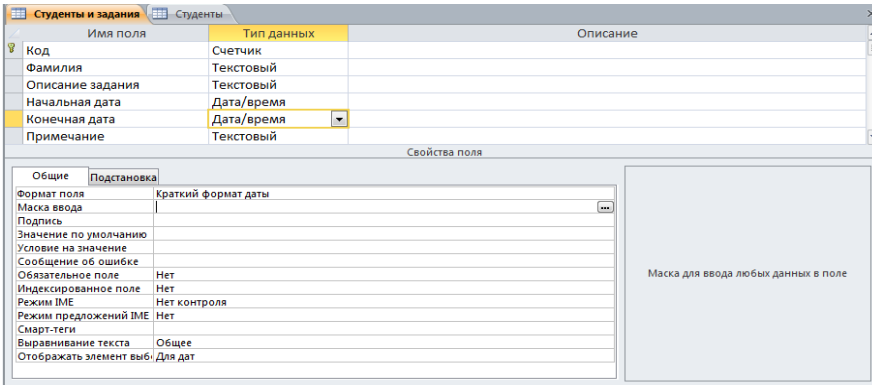 Студенты и задания Студенты
Имя поля Тип данных Описание
Код Счетчик
Фамилия Текстовый
Описание задания Текстовый
Начальная дата Дата/время
Конечная дата Дата/время
Примечание Текстовый
Свойства поля
Общие Подстановка
Формат поля Краткий формат даты
Маска ввода
Подпись
Значение по умолчанию
Условие на значение
Сообщение об ошибке
Обязательное поле Нет
Индексированное поле Нет
Режим IME Нет контроля
Режим предложений IME Нет
Смарт-теги
Выравнивание текста Общее
Отображать элемент выбо Для дат
Маска для ввода любых данных в поле